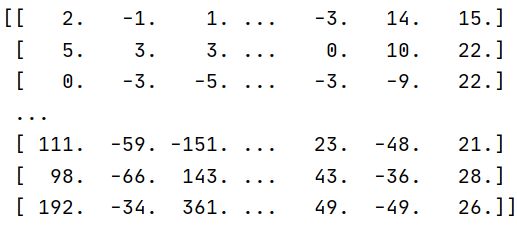 [[   2.   -1.    1. ...   -3.   14.   15.]
 [   5.    3.    3. ...    0.   10.   22.]
 [   0.   -3.   -5. ...   -3.   -9.   22.]
 ...
 [ 111.  -59. -151. ...   23.  -48.   21.]
 [  98.  -66.  143. ...   43.  -36.   28.]
 [ 192.  -34.  361. ...   49.  -49.   26.]]